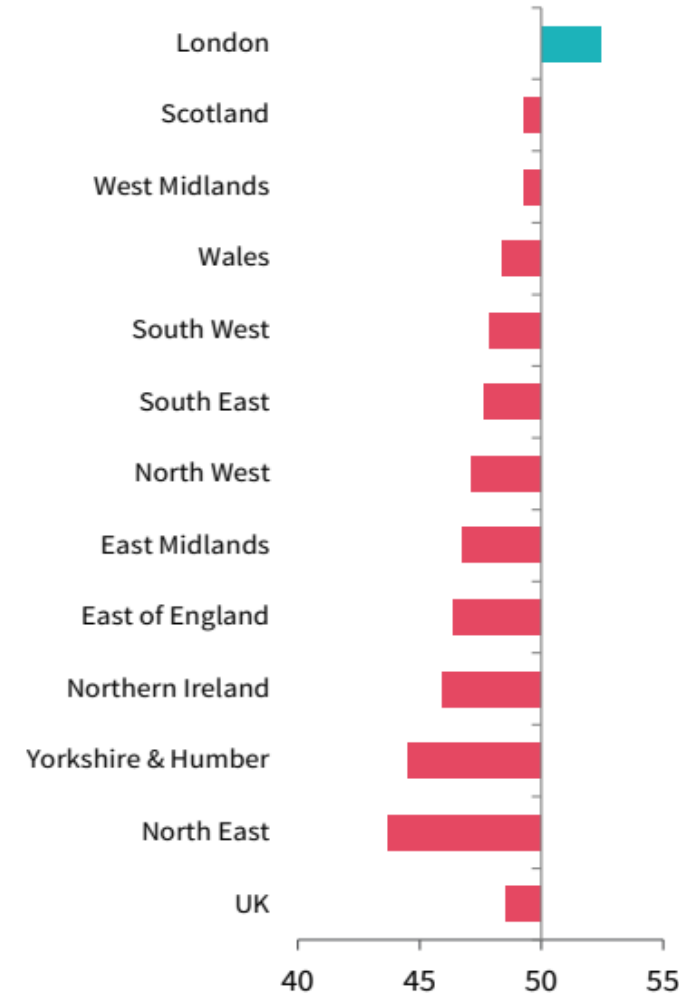 London
Scotland
West Midlands
Wales
South West
South East
North West
East Midlands
East of England
Northern Ireland
Yorkshire & Humber
North East
UK
40 45 50 55